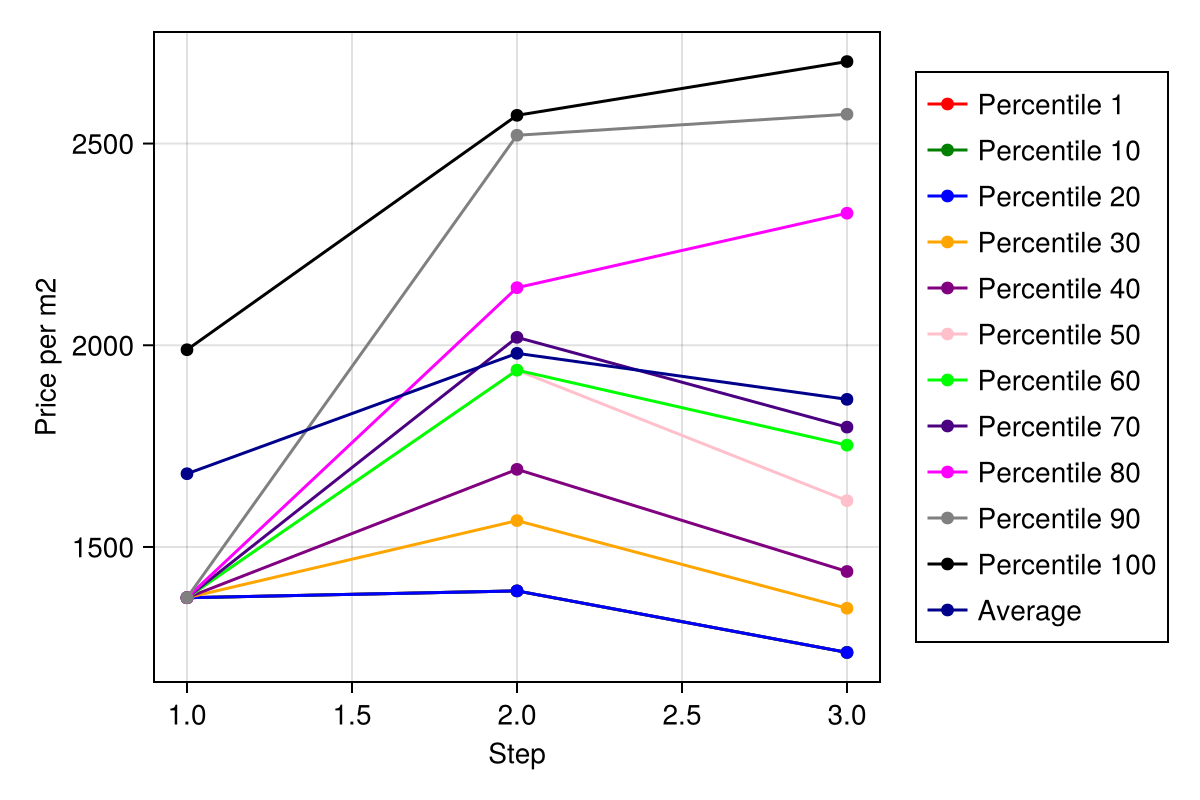 Price per m2
2500
2000
1500
1.0
1.5
2.0
2.5
3.0
Step
Percentile 1
Percentile 10
Percentile 20
Percentile 30
Percentile 40
Percentile 50
Percentile 60
Percentile 70
Percentile 80
Percentile 90
Percentile 100
Average